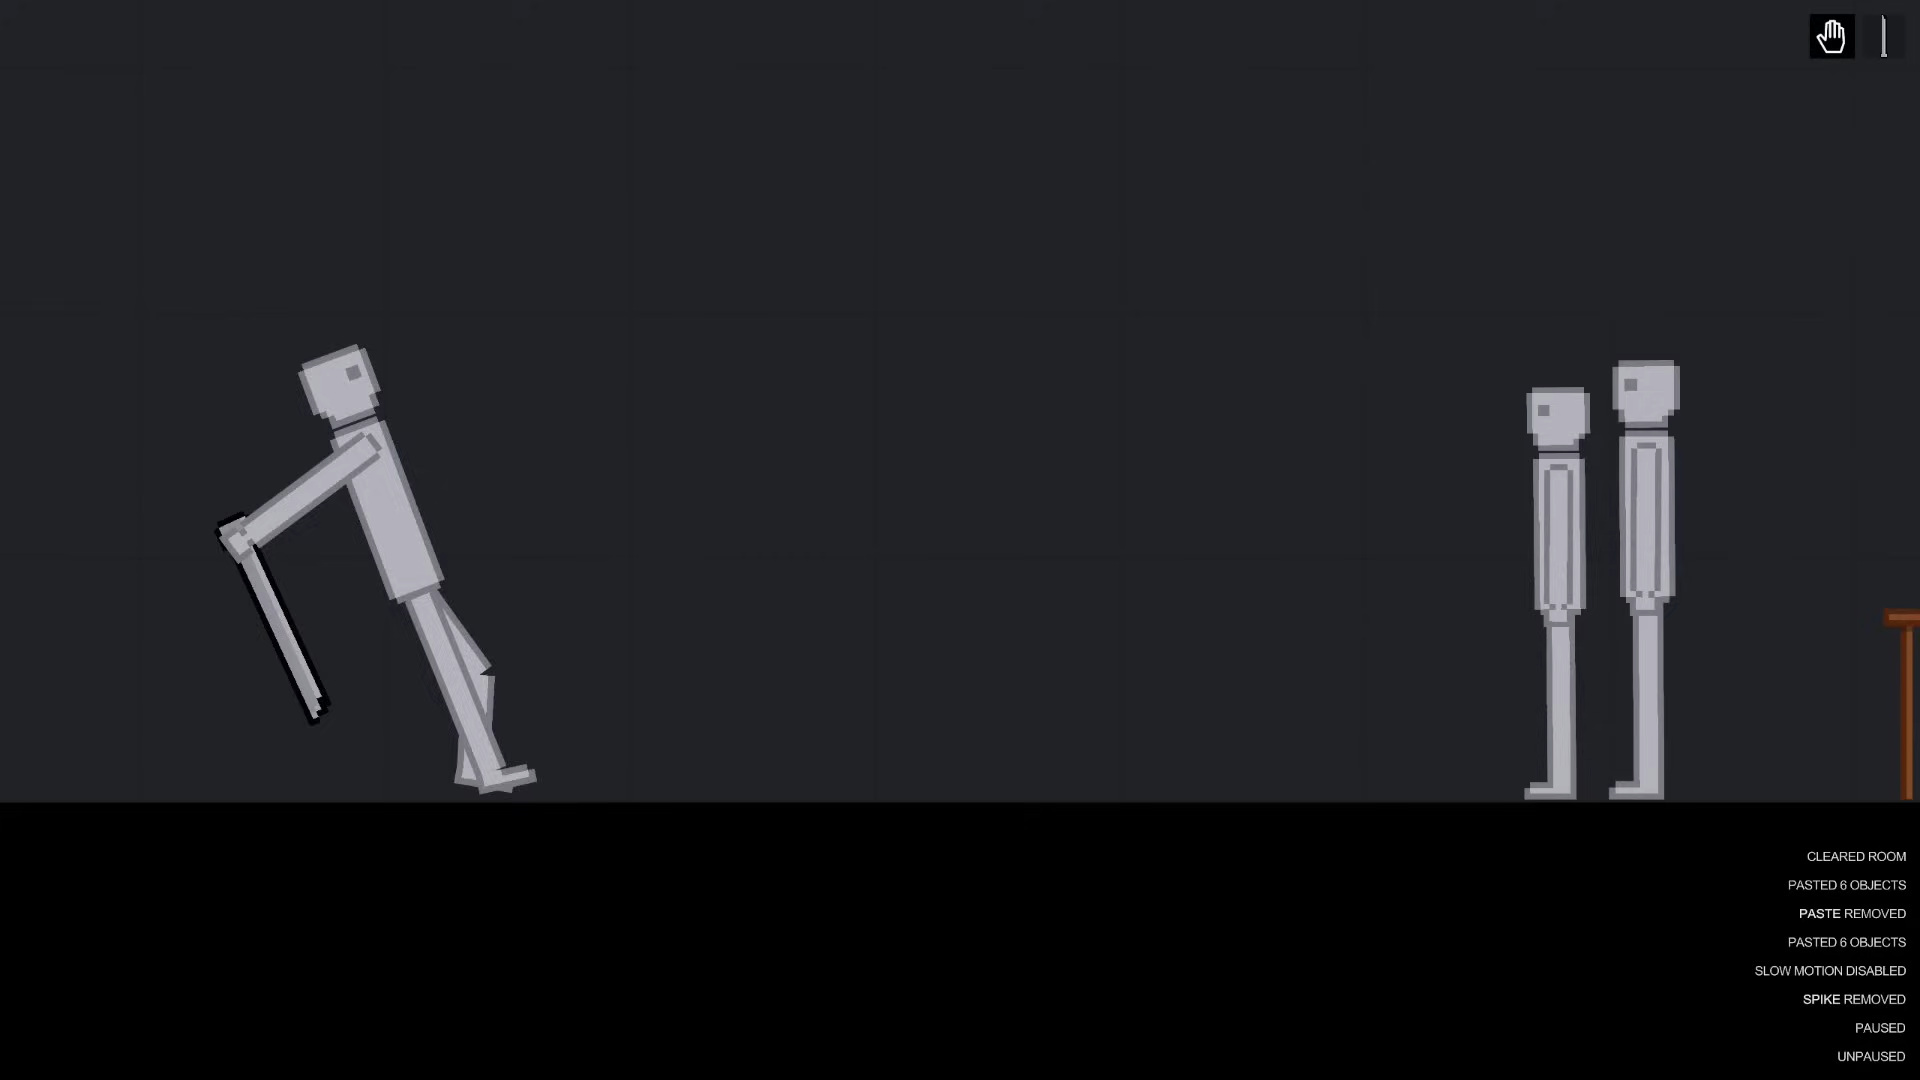 CLEARED ROOM
PASTED 6 OBJECTS
PASTE REMOVED
PASTED 6 OBJECTS
SLOW MOTION DISABLED
SPIKE REMOVED
PAUSED
UNPAUSED